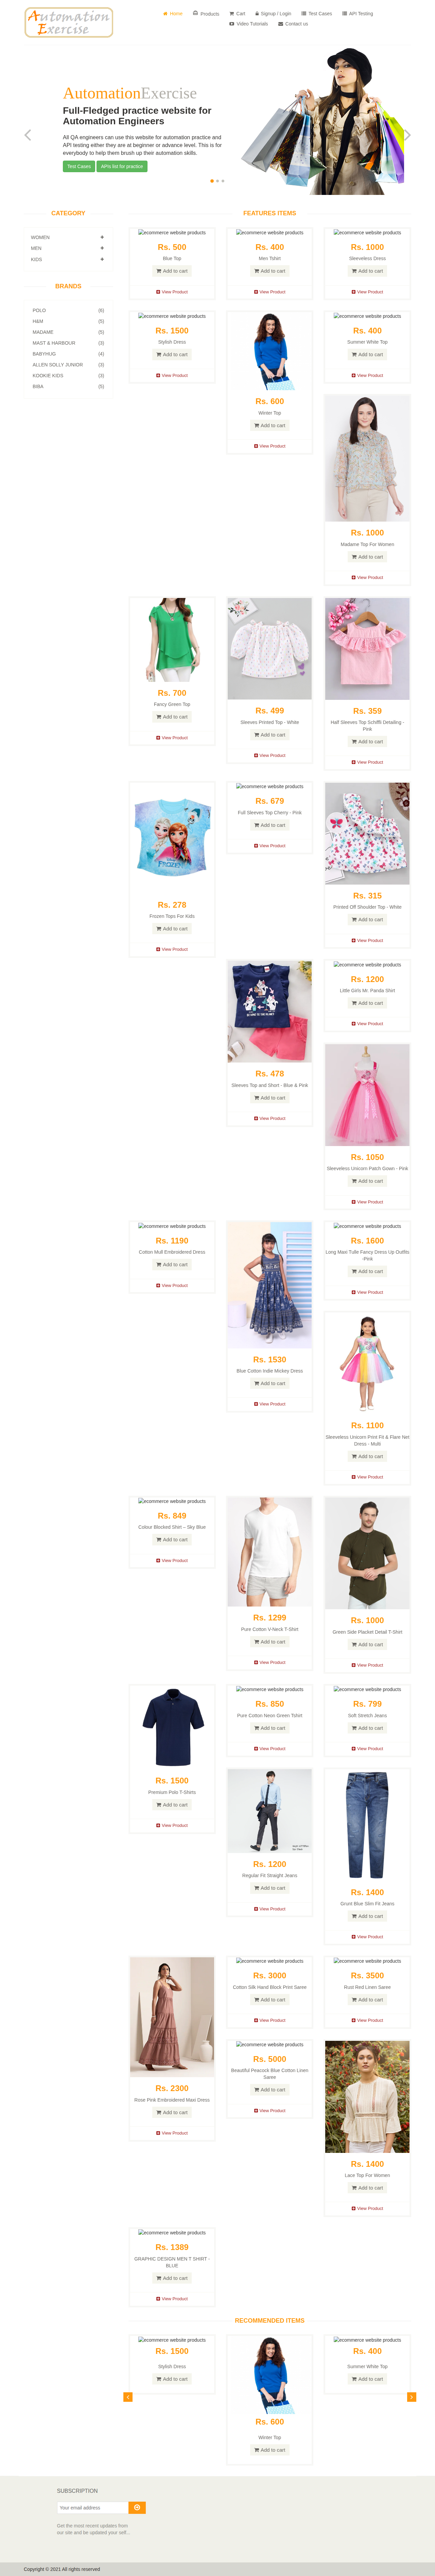 Automation
Exercise
Home
Products
Cart
Signup / Login
Test Cases
API Testing
Video Tutorials
Contact us
AutomationExercise
Full-Fledged practice website for
Automation Engineers
All QA engineers can use this website for automation practice and
API testing either they are at beginner or advance level. This is for
everybody to help them brush up their automation skills.
Test Cases
APIs list for practice
CATEGORY
WOMEN
MEN
KIDS
BRANDS
POLO (6)
H&M (5)
MADAME (5)
MAST & HARBOUR (3)
BABYHUG (4)
ALLEN SOLLY JUNIOR (3)
KOOKIE KIDS (3)
BIBA (5)
FEATURES ITEMS
ecommerce website products
Rs. 500
Blue Top
Add to cart
View Product
ecommerce website products
Rs. 400
Men Tshirt
Add to cart
View Product
ecommerce website products
Rs. 1000
Sleeveless Dress
Add to cart
View Product
ecommerce website products
Rs. 1500
Stylish Dress
Add to cart
View Product
Rs. 600
Winter Top
Add to cart
View Product
ecommerce website products
Rs. 400
Summer White Top
Add to cart
View Product
Rs. 1000
Madame Top For Women
Add to cart
View Product
Rs. 700
Fancy Green Top
Add to cart
View Product
Rs. 499
Sleeves Printed Top - White
Add to cart
View Product
Rs. 359
Half Sleeves Top Schiffli Detailing -
Pink
Add to cart
View Product
Rs. 278
Frozen Tops For Kids
Add to cart
View Product
ecommerce website products
Rs. 679
Full Sleeves Top Cherry - Pink
Add to cart
View Product
Rs. 315
Printed Off Shoulder Top - White
Add to cart
View Product
Rs. 478
Sleeves Top and Short - Blue & Pink
Add to cart
View Product
ecommerce website products
Rs. 1200
Little Girls Mr. Panda Shirt
Add to cart
View Product
Rs. 1050
Sleeveless Unicorn Patch Gown - Pink
Add to cart
View Product
ecommerce website products
Rs. 1190
Cotton Mull Embroidered Dress
Add to cart
View Product
Rs. 1530
Blue Cotton Indie Mickey Dress
Add to cart
View Product
ecommerce website products
Rs. 1600
Long Maxi Tulle Fancy Dress Up Outfits
-Pink
Add to cart
View Product
Rs. 1100
Sleeveless Unicorn Print Fit & Flare Net
Dress - Multi
Add to cart
View Product
ecommerce website products
Rs. 849
Colour Blocked Shirt – Sky Blue
Add to cart
View Product
Rs. 1299
Pure Cotton V-Neck T-Shirt
Add to cart
View Product
Rs. 1000
Green Side Placket Detail T-Shirt
Add to cart
View Product
Rs. 1500
Premium Polo T-Shirts
Add to cart
View Product
ecommerce website products
Rs. 850
Pure Cotton Neon Green Tshirt
Add to cart
View Product
ecommerce website products
Rs. 799
Soft Stretch Jeans
Add to cart
View Product
Rs. 1200
Regular Fit Straight Jeans
Add to cart
View Product
Rs. 1400
Grunt Blue Slim Fit Jeans
Add to cart
View Product
Rs. 2300
Rose Pink Embroidered Maxi Dress
Add to cart
View Product
ecommerce website products
Rs. 3000
Cotton Silk Hand Block Print Saree
Add to cart
View Product
ecommerce website products
Rs. 3500
Rust Red Linen Saree
Add to cart
View Product
ecommerce website products
Rs. 5000
Beautiful Peacock Blue Cotton Linen
Saree
Add to cart
View Product
Rs. 1400
Lace Top For Women
Add to cart
View Product
ecommerce website products
Rs. 1389
GRAPHIC DESIGN MEN T SHIRT -
BLUE
Add to cart
View Product
RECOMMENDED ITEMS
ecommerce website products
Rs. 1500
Stylish Dress
Add to cart
Rs. 600
Winter Top
Add to cart
ecommerce website products
Rs. 400
Summer White Top
Add to cart
SUBSCRIPTION
Your email address
Get the most recent updates from
our site and be updated your self...
Copyright © 2021 All rights reserved